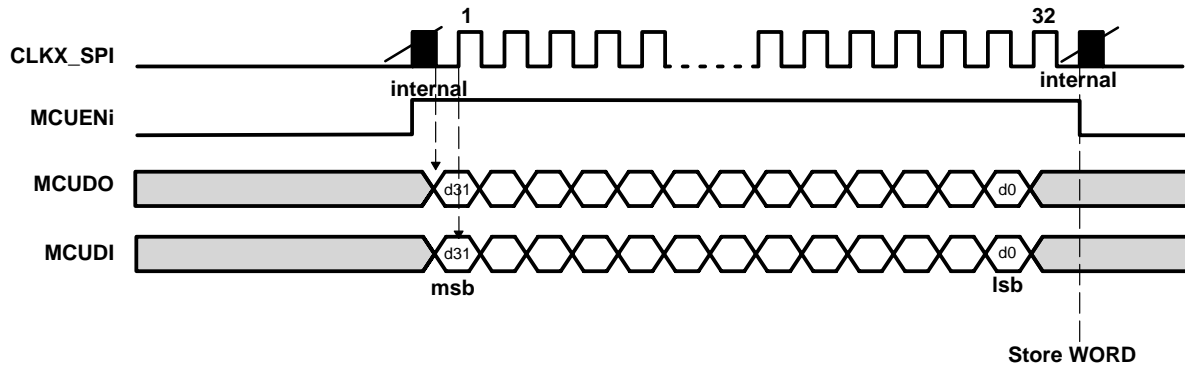 1 32
CLKX_SPI
internal internal
MCUENi
MCUDO d31 d0
MCUDI d31 d0
msb lsb
Store WORD